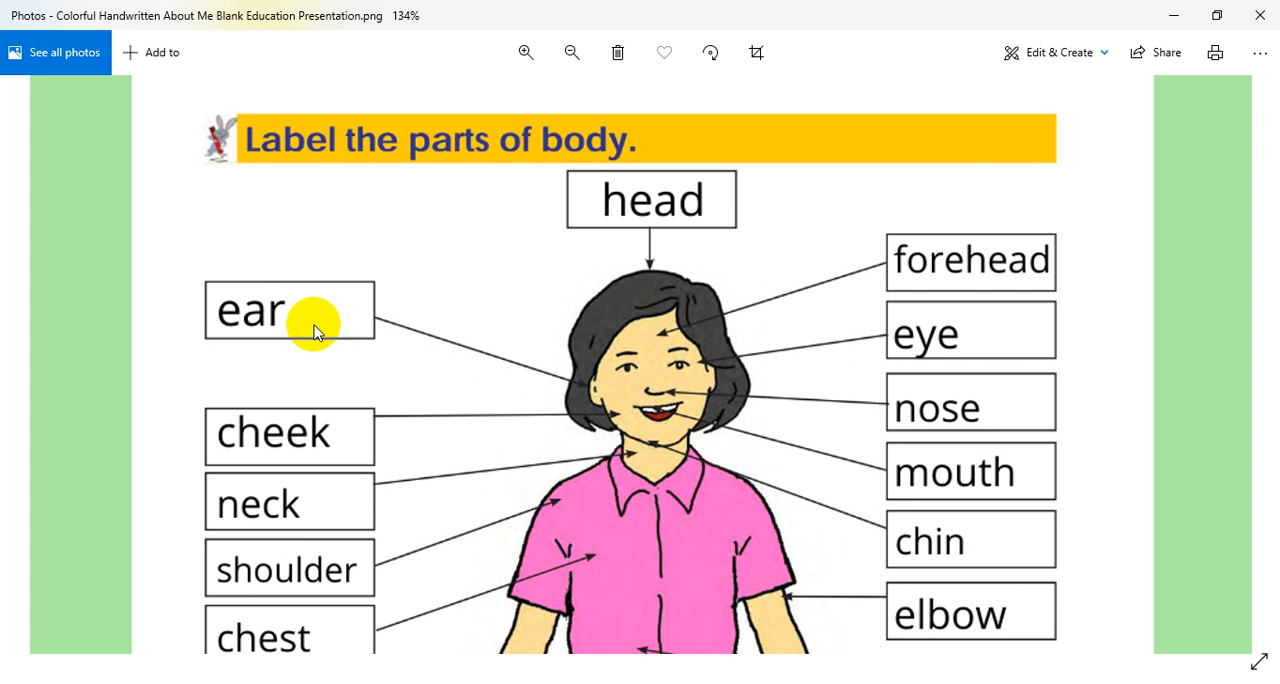 Photos - Colorful Handwritten About Me Blank Education Presentation.png 134%
See all photos
Add to
Edit & Create
Share
Label the parts of body.
head
ear
cheek
neck
shoulder
chest
forehead
eye
nose
mouth
chin
elbow